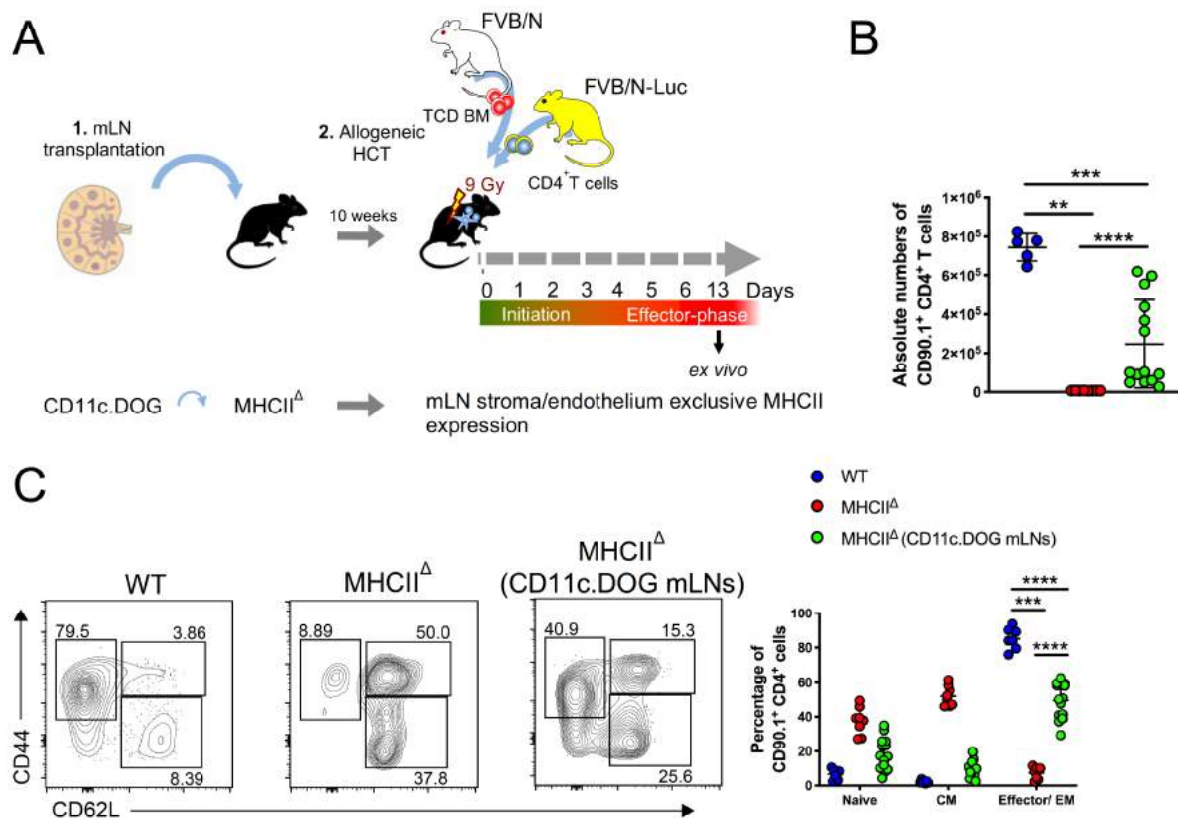 A
FVB/N
FVB/N-Luc
TCD BM
1. mLN
transplantation
2. Allogeneic
HCT
CD4+T cells
9 Gy
10 weeks
0 1 2 3 4 5 6 13 Days
Initiation Effector-phase
ex vivo
CD11c.DOG MHCIIΔ mLN stroma/endothelium exclusive MHCII
expression
B
Absolute numbers of
CD90.1+ CD4+ T cells
1×10⁶
8×10⁵
6×10⁵
4×10⁵
2×10⁵
0
***
**
****
C
WT
MHCIIΔ
MHCIIΔ
(CD11c.DOG mLNs)
79.5 3.86
8.39
8.89 50.0
37.8
40.9 15.3
25.6
CD44
CD62L
WT
MHCIIΔ
MHCIIΔ (CD11c.DOG mLNs)
Percentage of
CD90.1+ CD4+ cells
100
80
60
40
20
0
****
***
****
Naive CM Effector/ EM